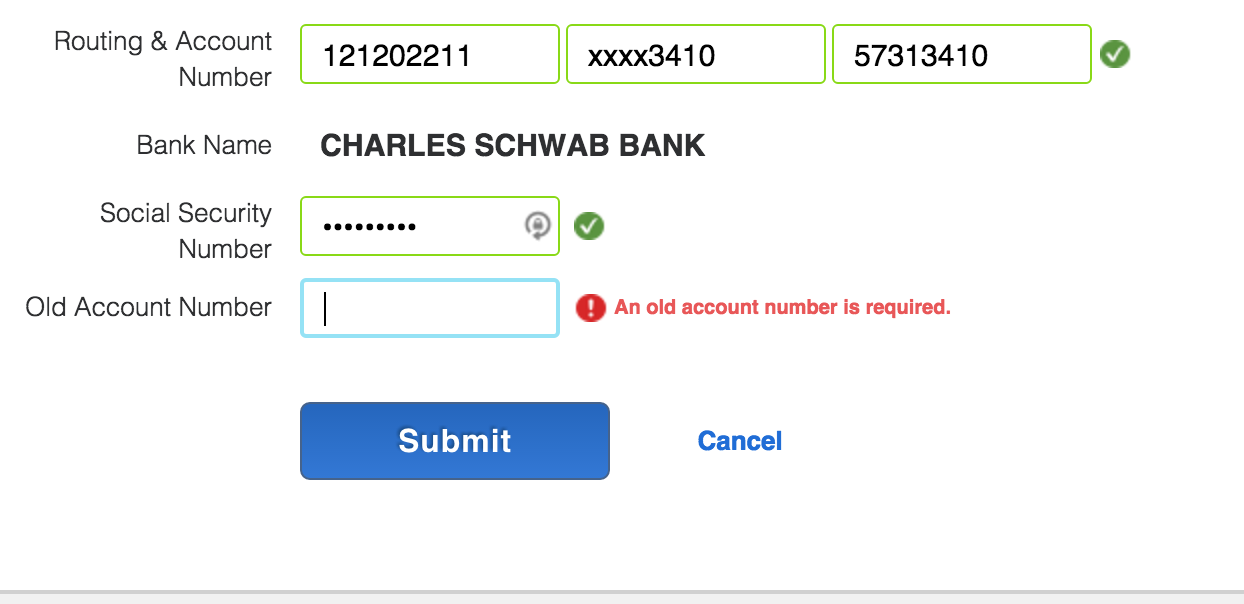 Routing & Account
Number
121202211
xxxx3410
57313410
Bank Name
CHARLES SCHWAB BANK
Social Security
Number
•••••••••
Old Account Number
An old account number is required.
Submit
Cancel